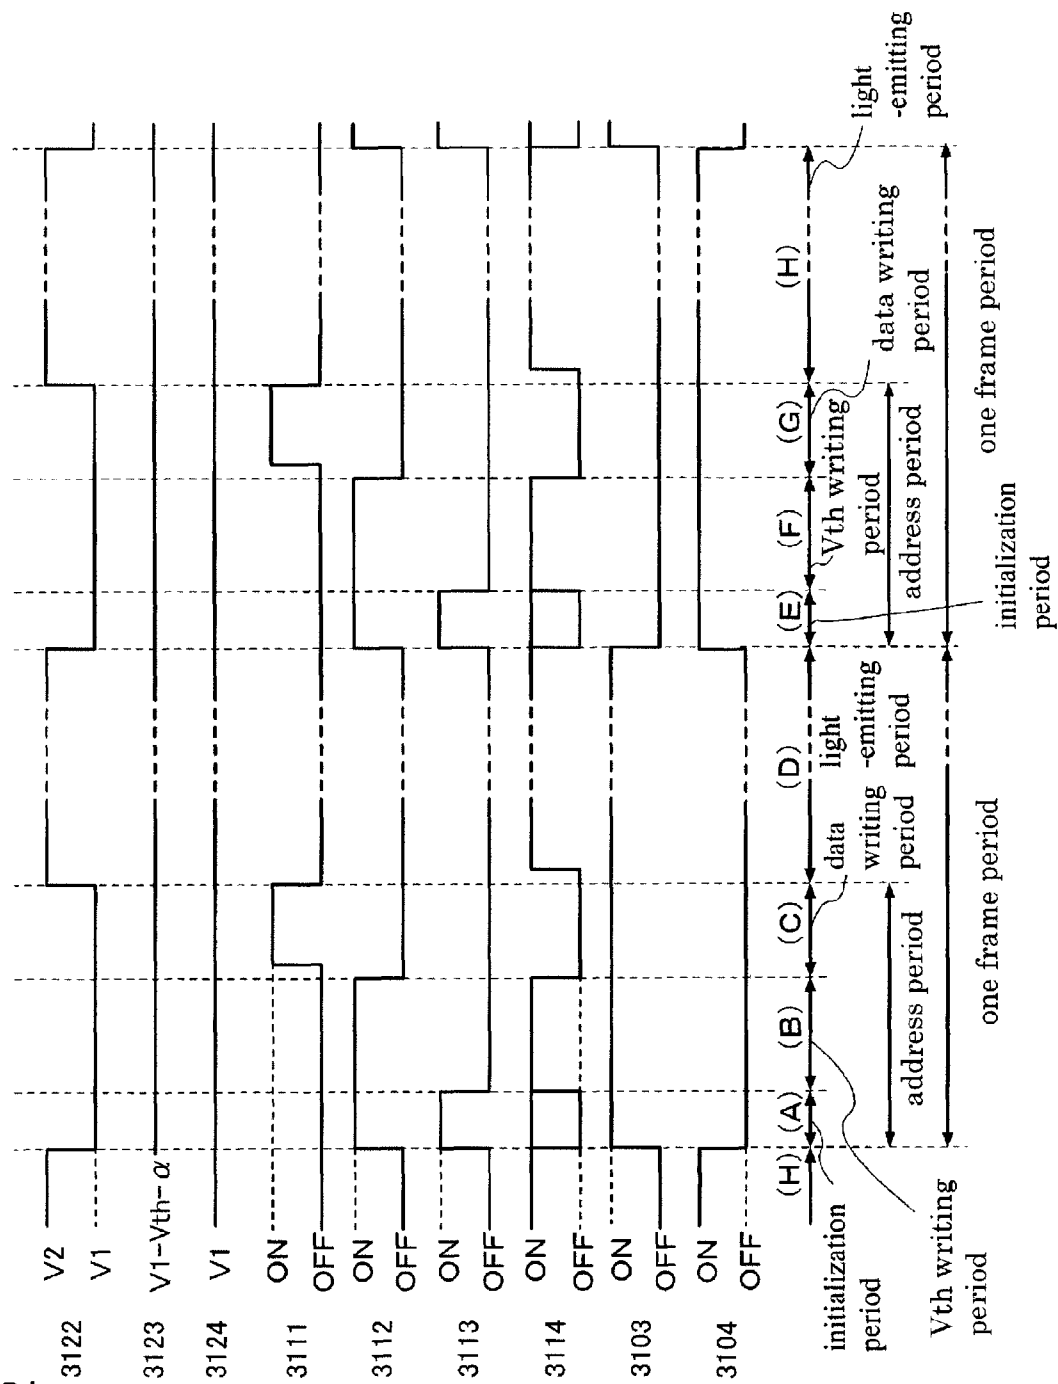 3122
V2
V1
3123
V1-Vth-α
3124
V1
3111
ON
OFF
3112
ON
OFF
3113
ON
OFF
3114
ON
OFF
3103
ON
OFF
3104
ON
OFF
(H)
(A)
(B)
(C)
(D)
(E)
(F)
(G)
(H)
initialization
period
Vth writing
period
data
writing
period
light
-emitting
period
Vth writing
period
data writing
period
light
-emitting
period
address period
address period
initialization
period
one frame period
one frame period